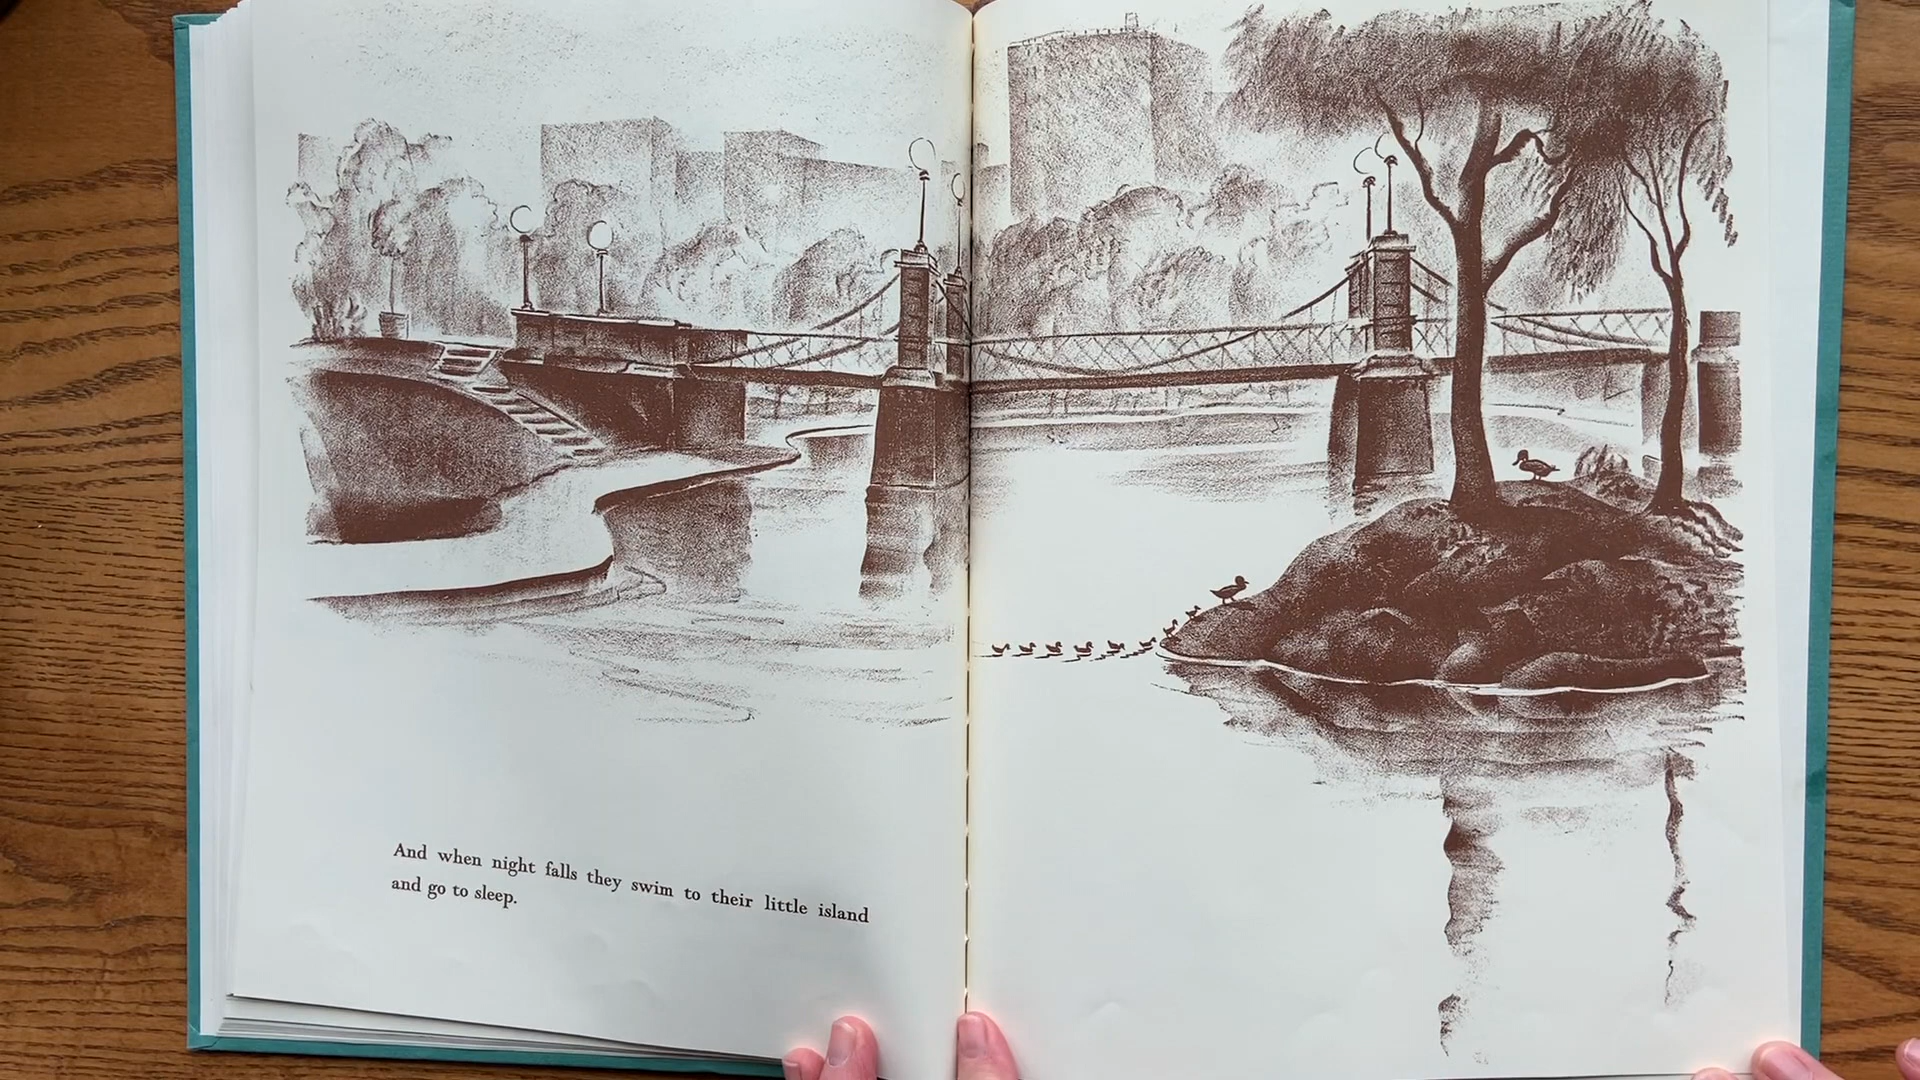 And when night falls they swim to their little island
and go to sleep.